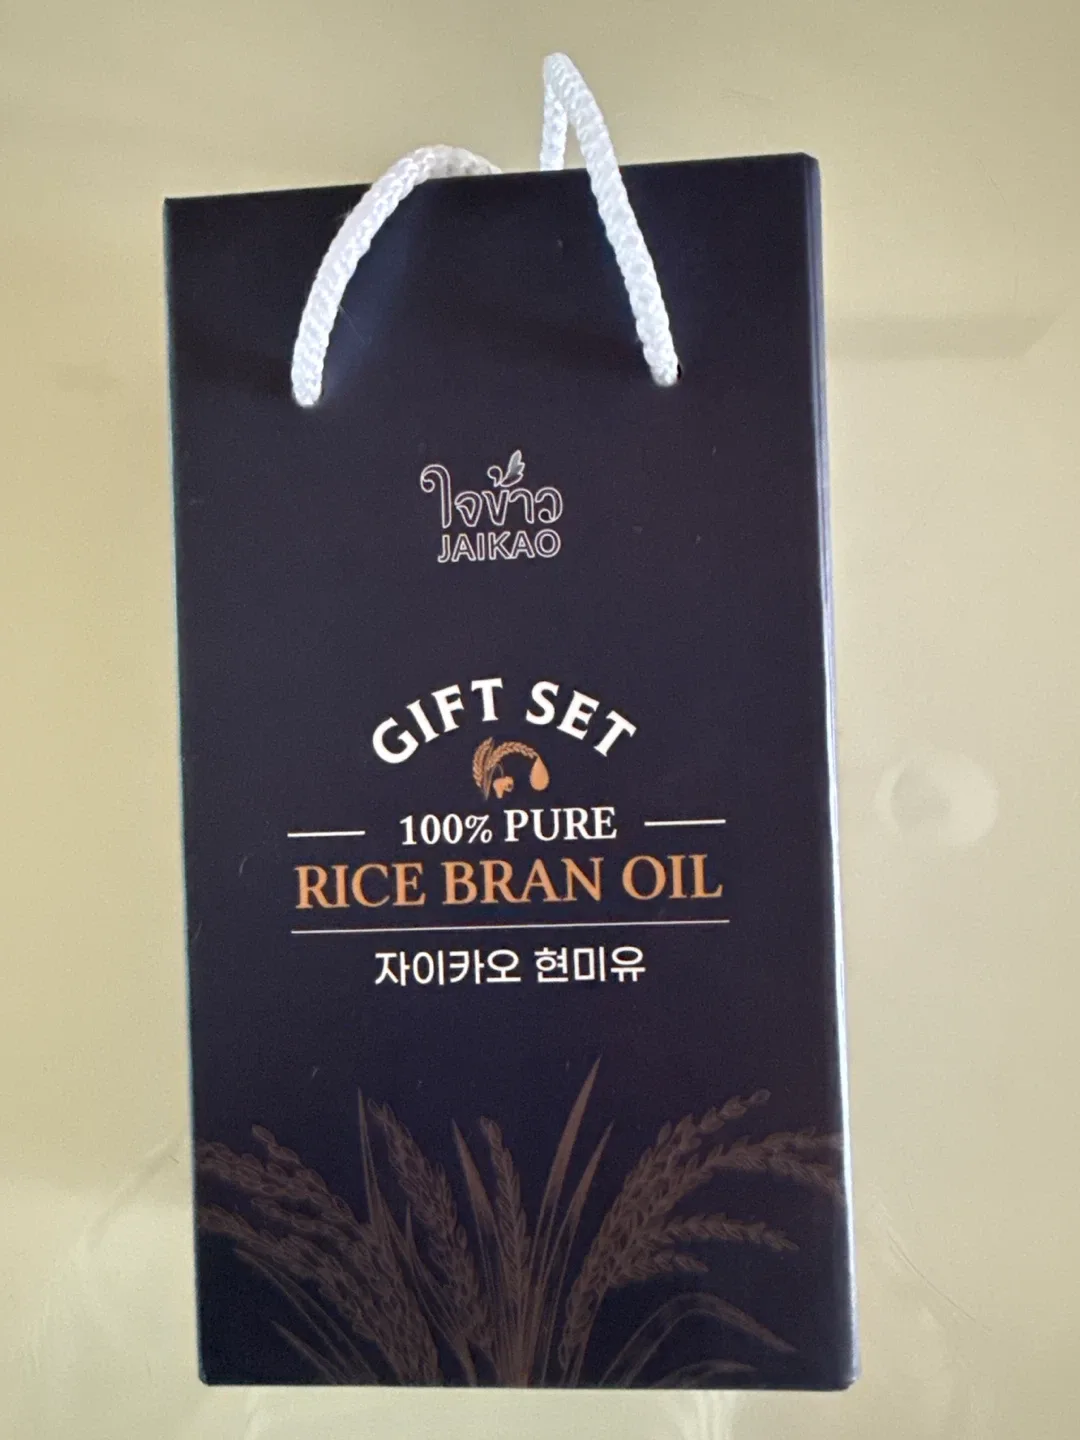 ใจข้าว
JAIKAO
GIFT SET
100% PURE
RICE BRAN OIL
자이카오 현미유